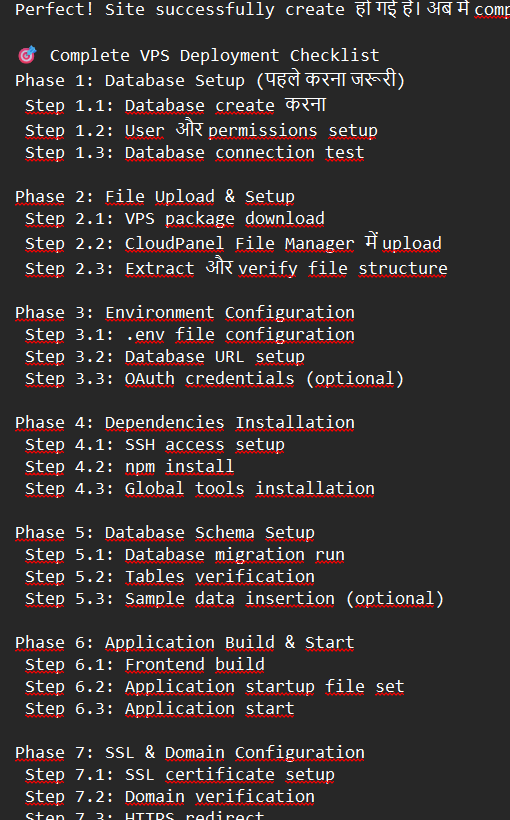 Perfect! Site successfully create हो गई है। अब मैं comp
🎯 Complete VPS Deployment Checklist
Phase 1: Database Setup (पहले करना जरूरी)
Step 1.1: Database create करना
Step 1.2: User और permissions setup
Step 1.3: Database connection test
Phase 2: File Upload & Setup
Step 2.1: VPS package download
Step 2.2: CloudPanel File Manager में upload
Step 2.3: Extract और verify file structure
Phase 3: Environment Configuration
Step 3.1: .env file configuration
Step 3.2: Database URL setup
Step 3.3: OAuth credentials (optional)
Phase 4: Dependencies Installation
Step 4.1: SSH access setup
Step 4.2: npm install
Step 4.3: Global tools installation
Phase 5: Database Schema Setup
Step 5.1: Database migration run
Step 5.2: Tables verification
Step 5.3: Sample data insertion (optional)
Phase 6: Application Build & Start
Step 6.1: Frontend build
Step 6.2: Application startup file set
Step 6.3: Application start
Phase 7: SSL & Domain Configuration
Step 7.1: SSL certificate setup
Step 7.2: Domain verification
Step 7.3: HTTPS redirect